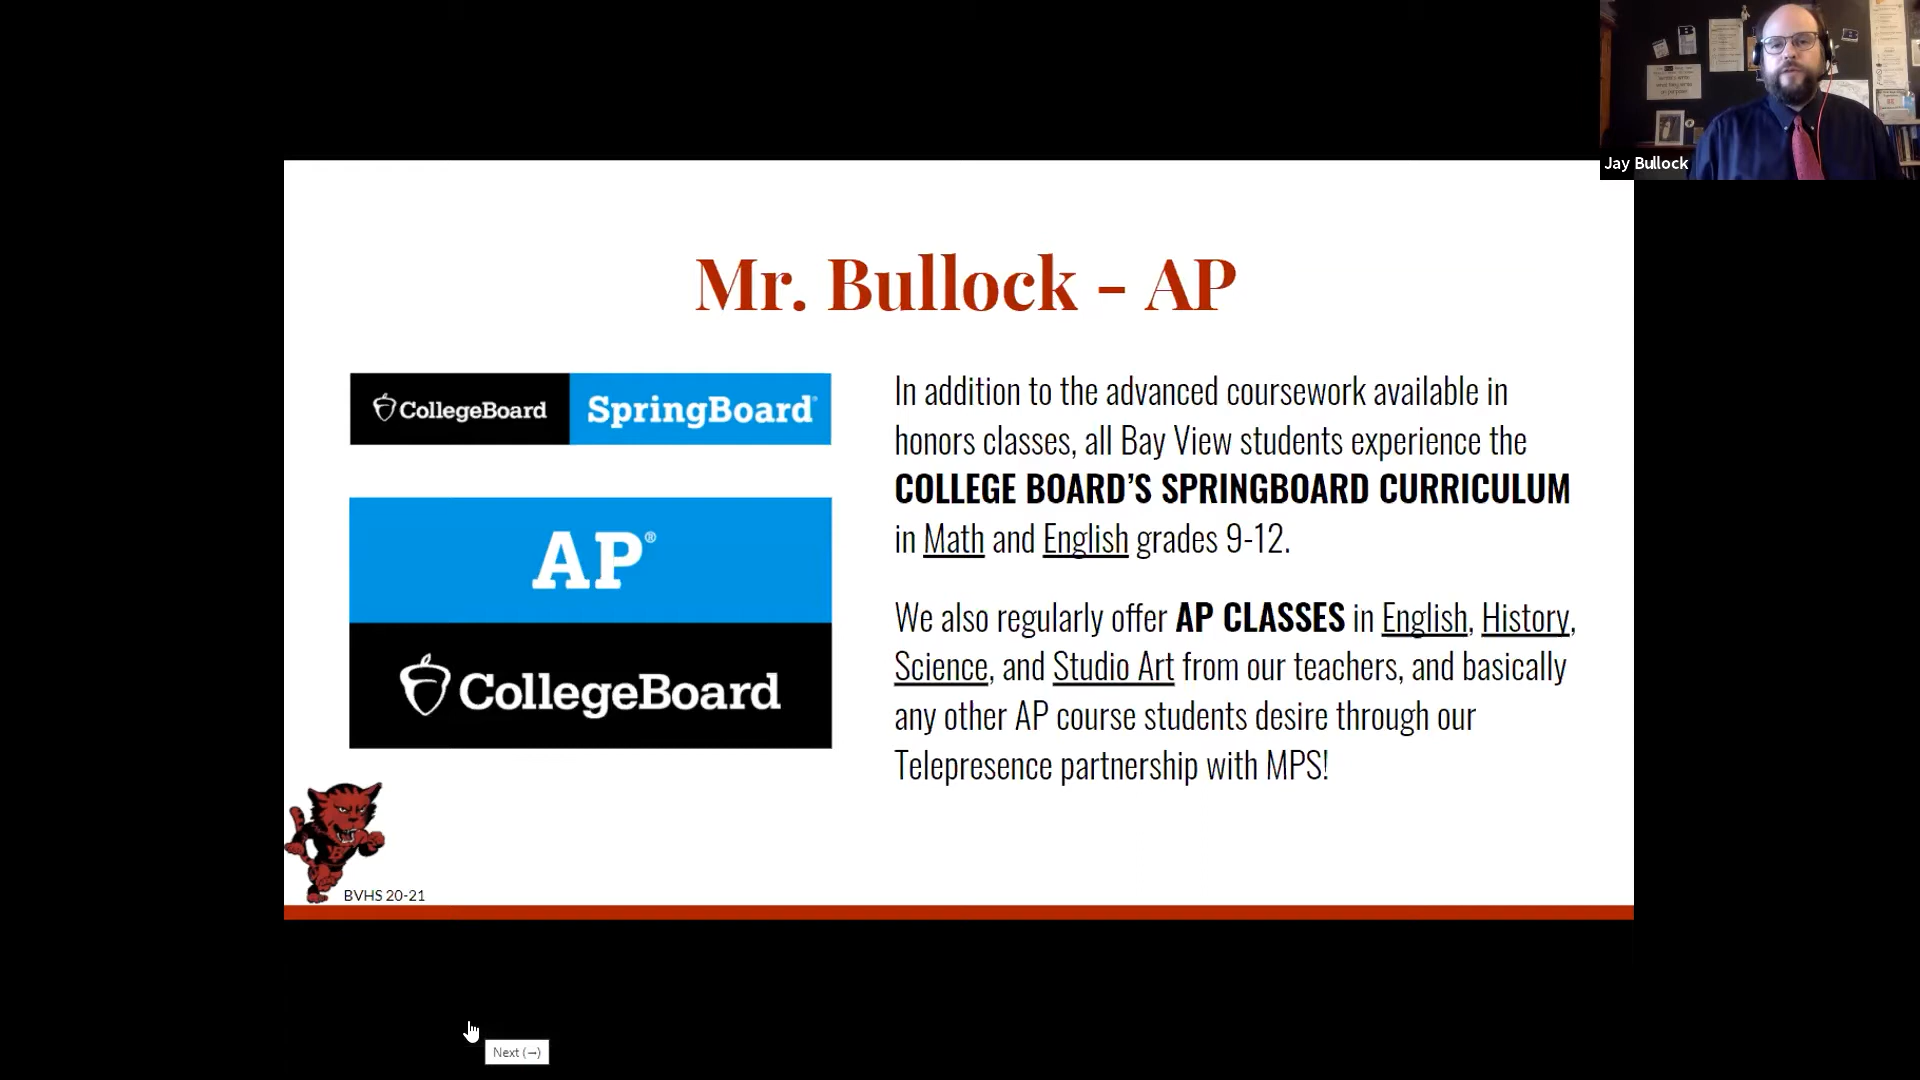 Jay Bullock
Mr. Bullock - AP
CollegeBoard SpringBoard®
AP®
CollegeBoard
In addition to the advanced coursework available in
honors classes, all Bay View students experience the
COLLEGE BOARD’S SPRINGBOARD CURRICULUM
in Math and English grades 9-12.
We also regularly offer AP CLASSES in English, History,
Science, and Studio Art from our teachers, and basically
any other AP course students desire through our
Telepresence partnership with MPS!
BVHS 20-21
Next (→)